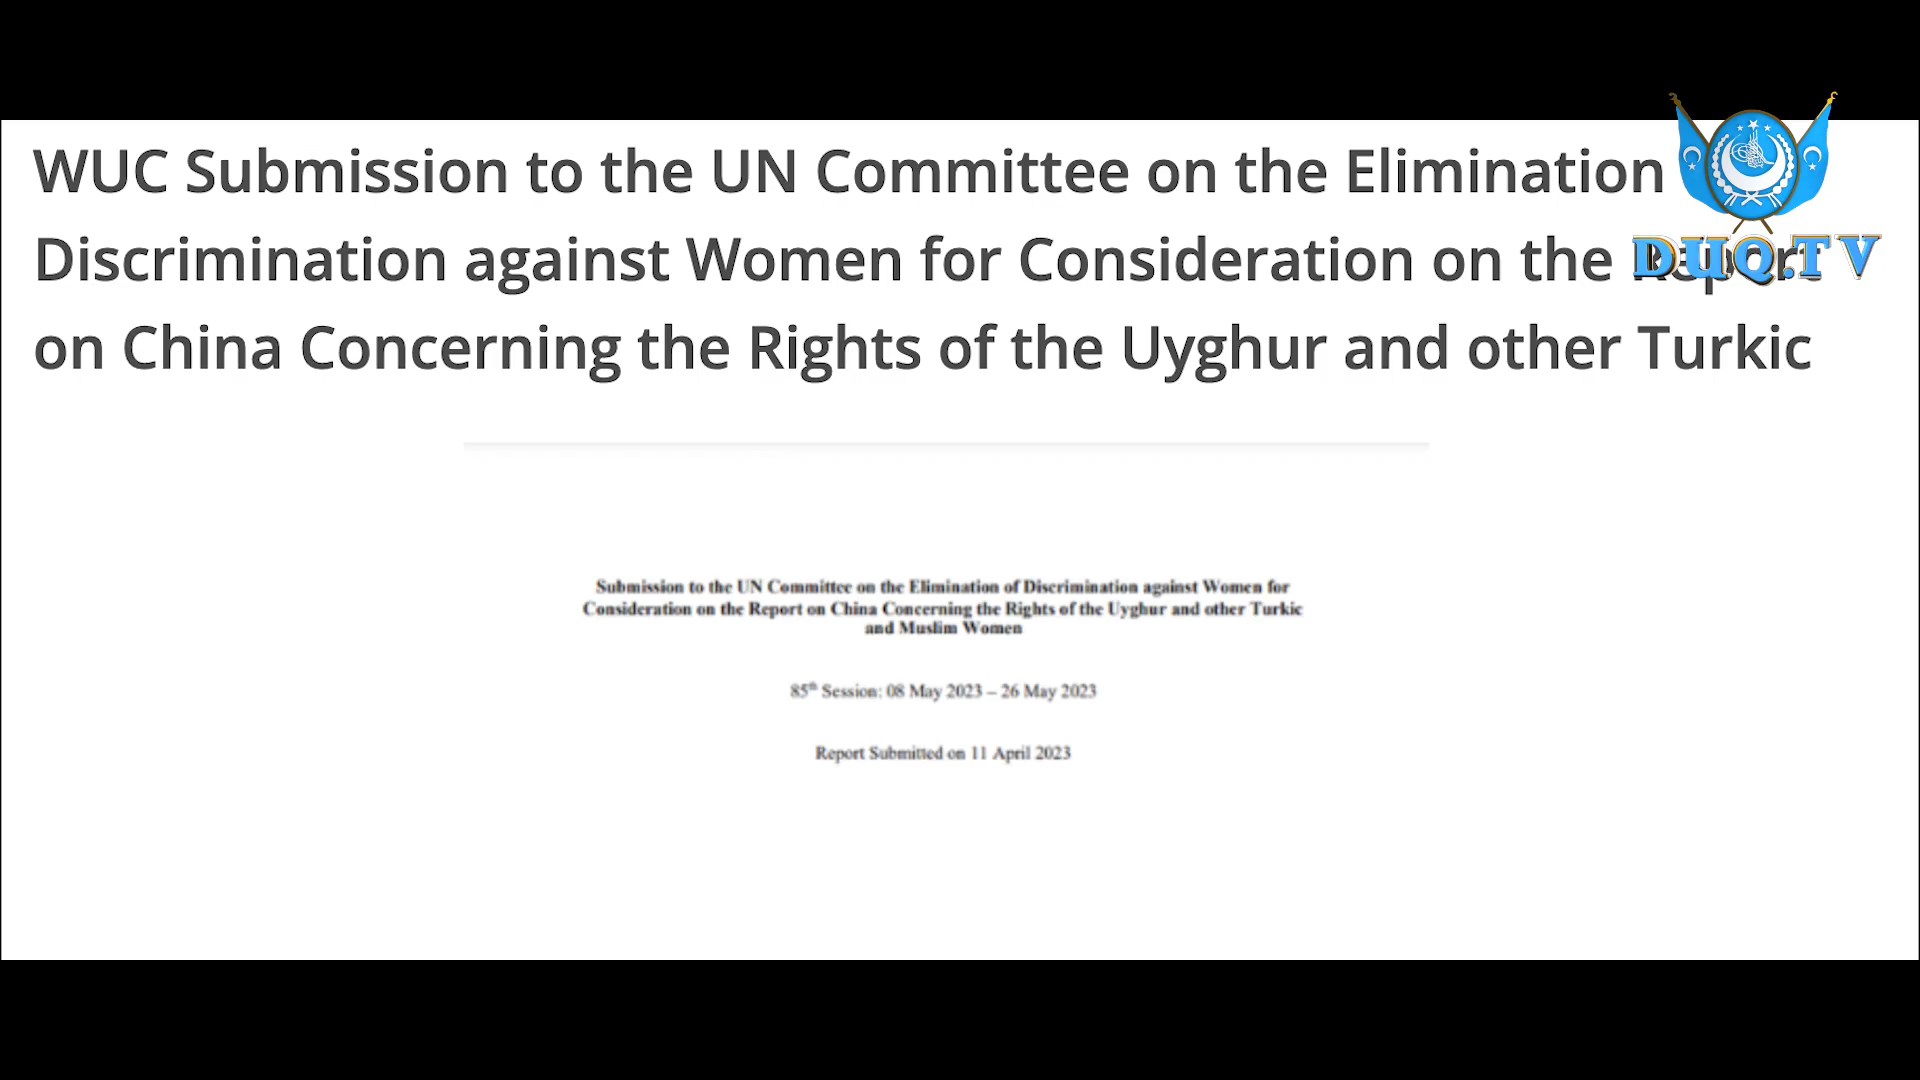 WUC Submission to the UN Committee on the Elimination
Discrimination against Women for Consideration on the Report
on China Concerning the Rights of the Uyghur and other Turkic
DUQ.TV
Submission to the UN Committee on the Elimination of Discrimination against Women for
Consideration on the Report on China Concerning the Rights of the Uyghur and other Turkic
and Muslim Women
85th Session: 08 May 2023 – 26 May 2023
Report Submitted on 11 April 2023